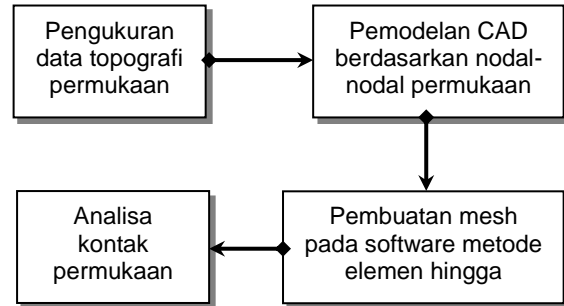 Pengukuran
data topografi
permukaan
Pemodelan CAD
berdasarkan nodal-
nodal permukaan
Pembuatan mesh
pada software metode
elemen hingga
Analisa
kontak
permukaan